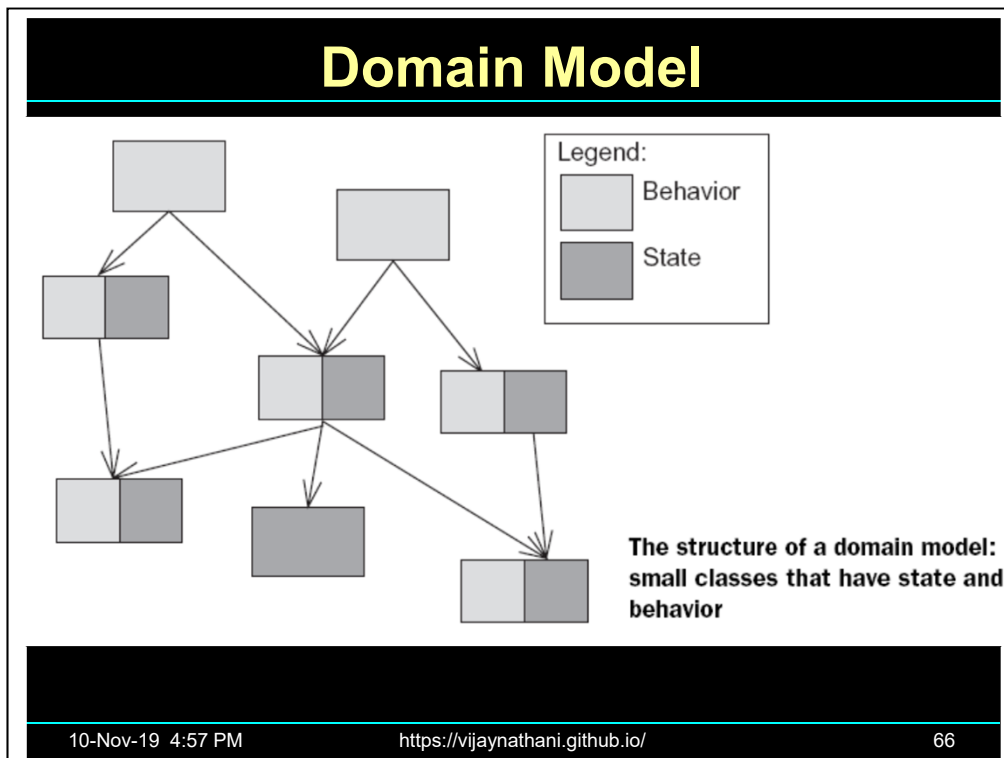 Domain Model
Legend:
Behavior
State
The structure of a domain model:
small classes that have state and
behavior
10-Nov-19 4:57 PM
https://vijaynathani.github.io/
66